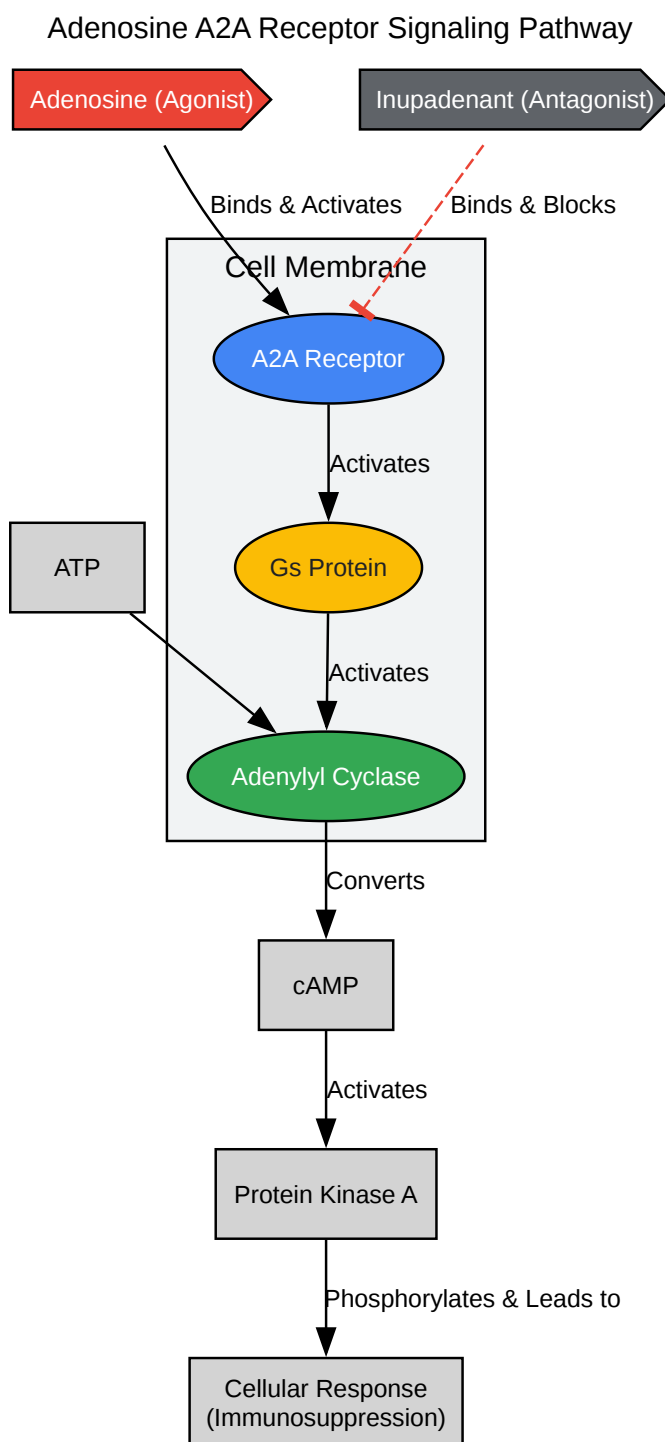 Adenosine A2A Receptor Signaling Pathway
Adenosine (Agonist)
Inupadenant (Antagonist)
Binds & Activates
Binds & Blocks
Cell Membrane
A2A Receptor
Activates
ATP
Gs Protein
Activates
Adenylyl Cyclase
Converts
cAMP
Activates
Protein Kinase A
Phosphorylates & Leads to
Cellular Response
(Immunosuppression)